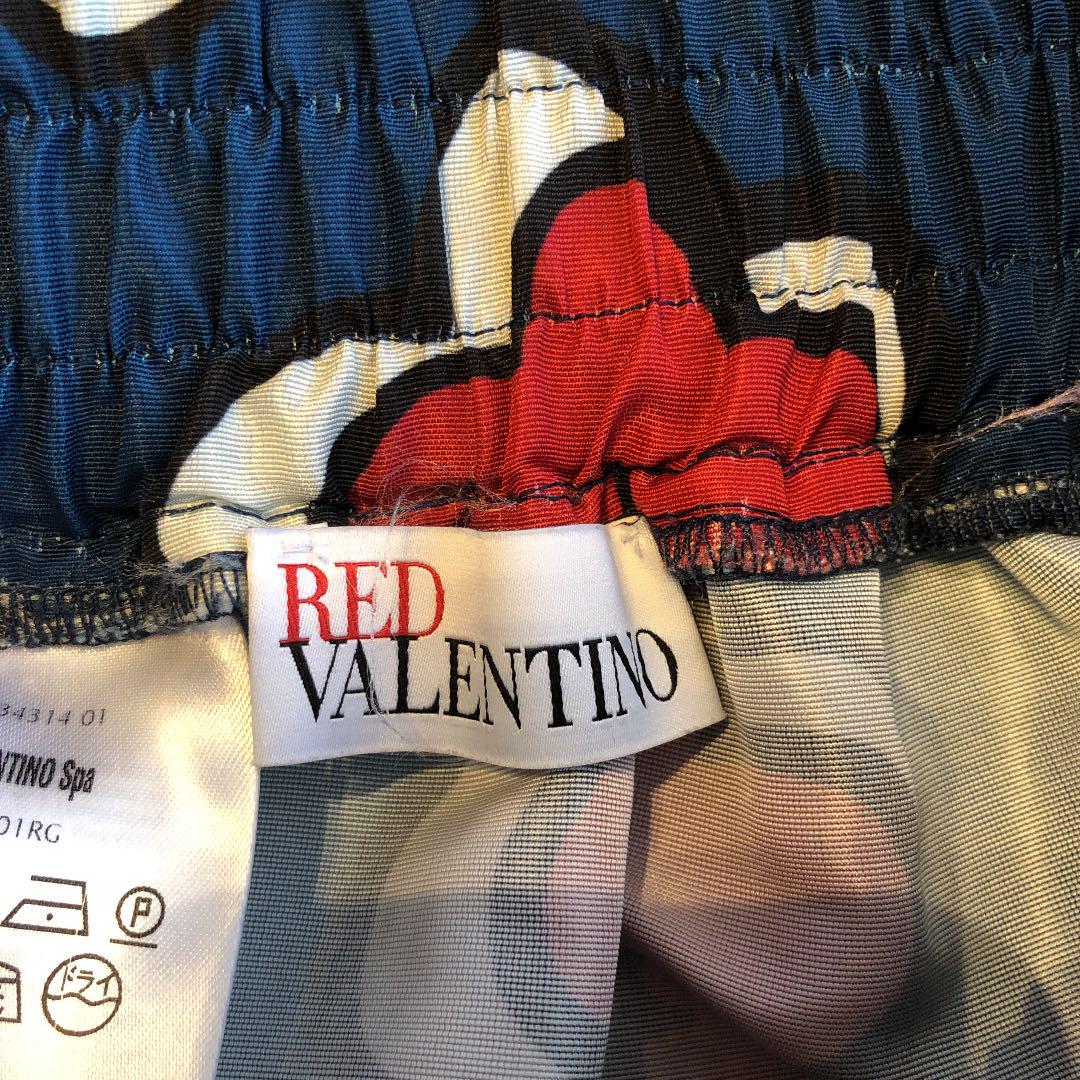 RED
VALENTINO
34314 01
NTINO Spa
01RG
P
ドライ